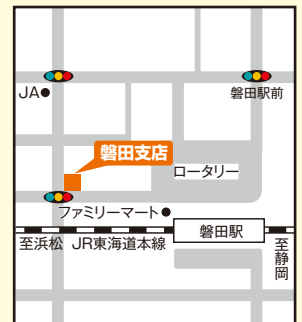 JA
磐田駅前
磐田支店
ロータリー
ファミリーマート
磐田駅
至浜松
JR東海道本線
至静岡